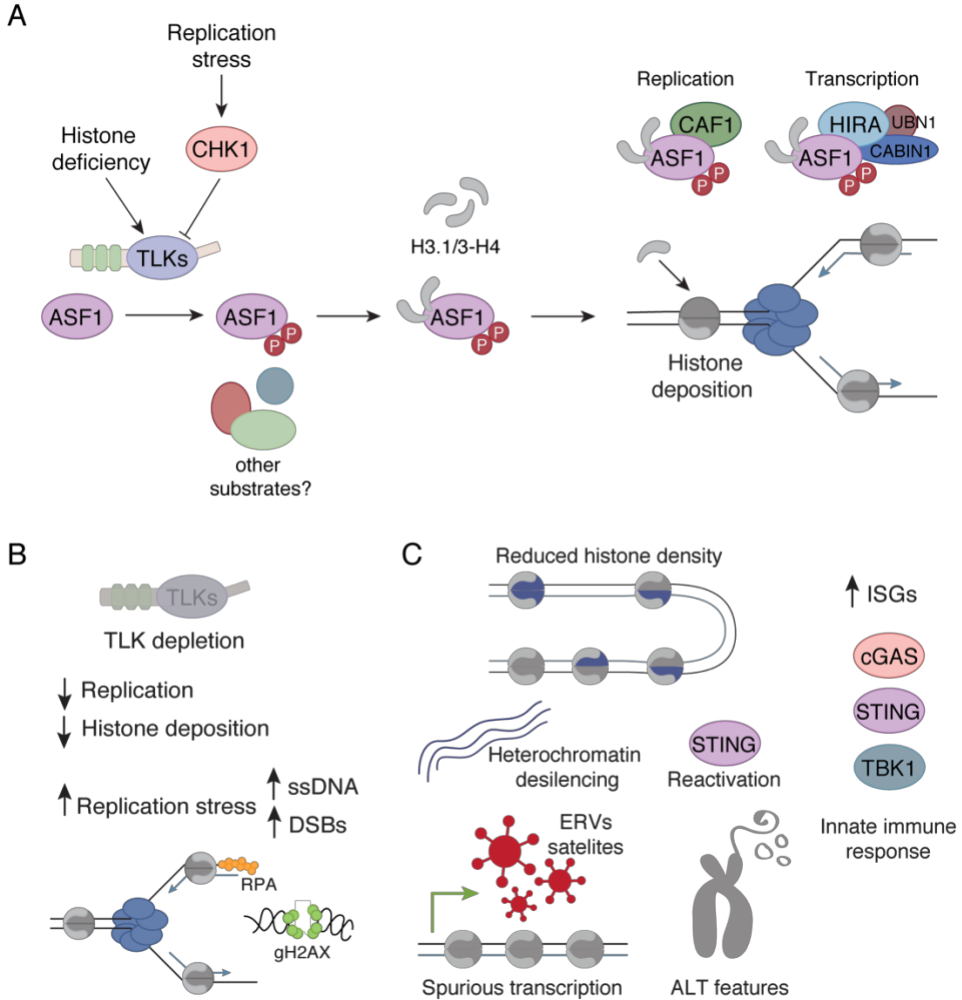 A
Replication
stress
Histone
deficiency
CHK1
TLKs
ASF1
ASF1
P
P
other
substrates?
H3.1/3-H4
ASF1
P
P
Replication
CAF1
ASF1
P
P
Transcription
HIRA
UBN1
CABIN1
ASF1
P
P
Histone
deposition
B
TLKs
TLK depletion
Replication
Histone deposition
Replication stress
ssDNA
DSBs
RPA
gH2AX
C
Reduced histone density
Heterochromatin
desilencing
STING
Reactivation
ERVs
satelites
Spurious transcription
ALT features
ISGs
cGAS
STING
TBK1
Innate immune
response